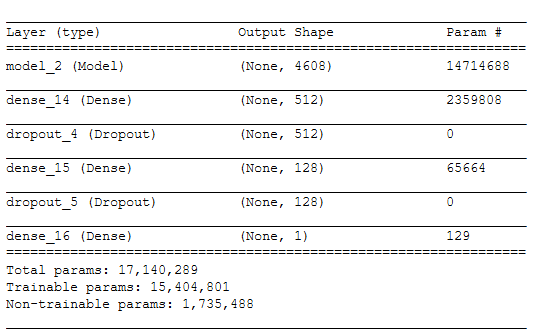 Layer (type) Output Shape Param #
model_2 (Model) (None, 4608) 14714688
dense_14 (Dense) (None, 512) 2359808
dropout_4 (Dropout) (None, 512) 0
dense_15 (Dense) (None, 128) 65664
dropout_5 (Dropout) (None, 128) 0
dense_16 (Dense) (None, 1) 129
Total params: 17,140,289
Trainable params: 15,404,801
Non-trainable params: 1,735,488